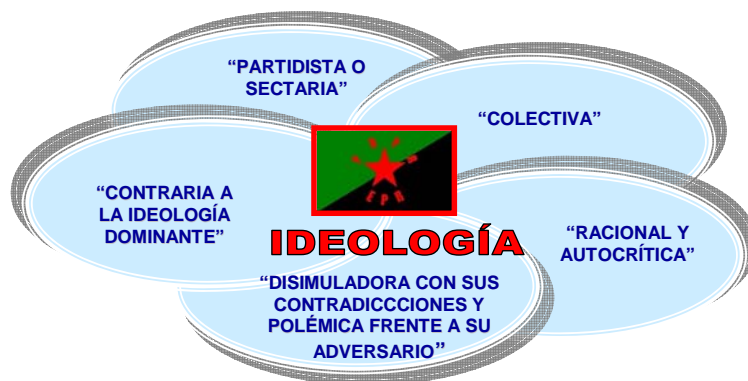 “PARTIDISTA O
SECTARIA”
“COLECTIVA”
“CONTRARIA A
LA IDEOLOGÍA
DOMINANTE”
E P R
IDEOLOGÍA
“RACIONAL Y
AUTOCRÍTICA”
“DISIMULADORA CON SUS
CONTRADICCCIONES Y
POLÉMICA FRENTE A SU
ADVERSARIO”